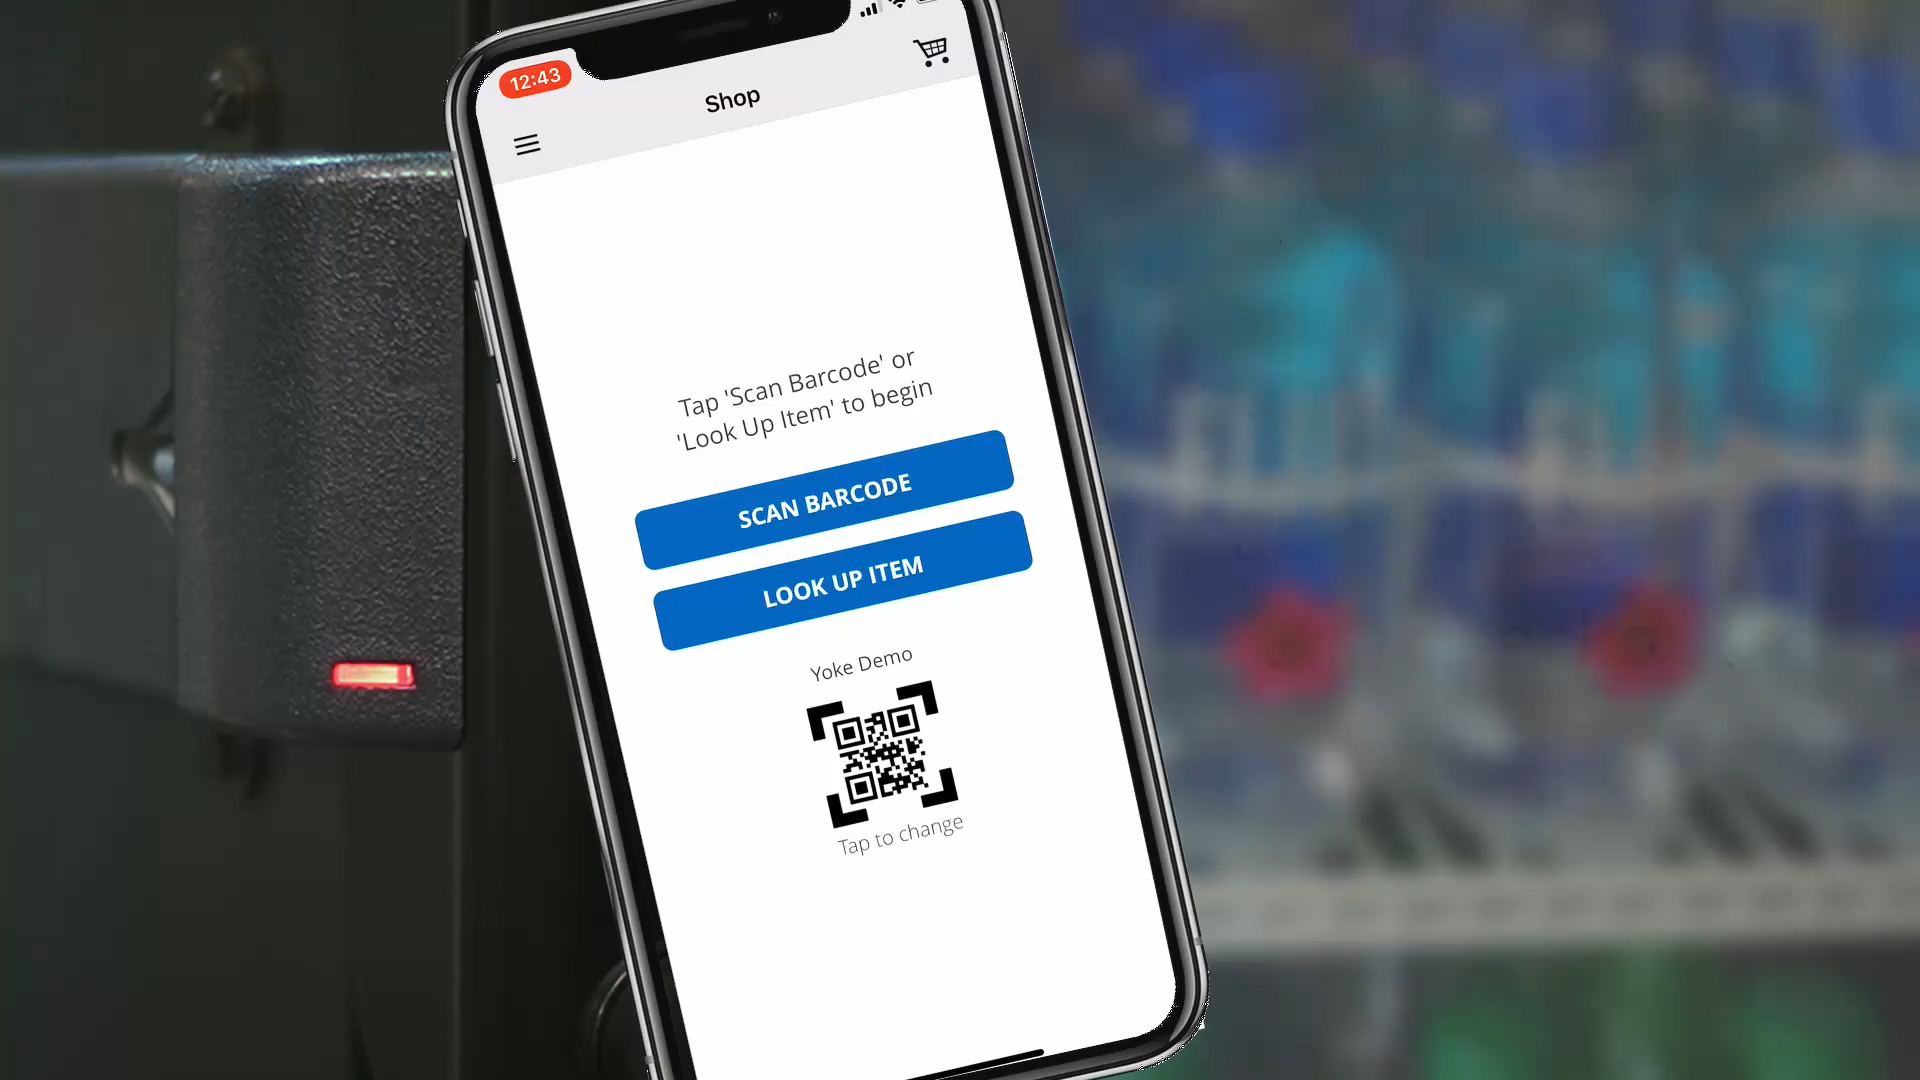 12:43
Shop
Tap 'Scan Barcode' or
'Look Up Item' to begin
SCAN BARCODE
LOOK UP ITEM
Yoke Demo
Tap to change